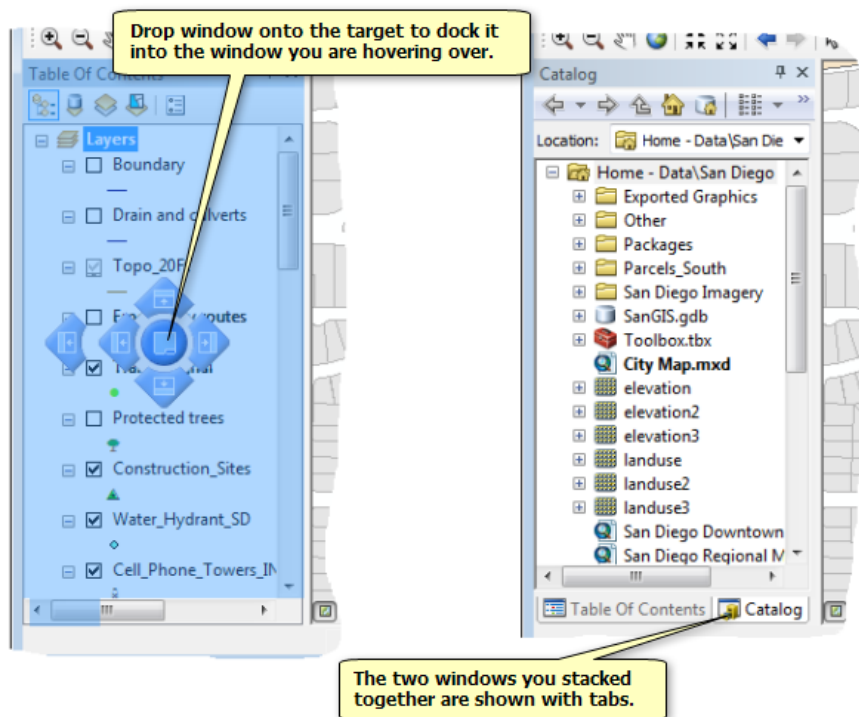 Drop window onto the target to dock it
into the window you are hovering over.
Table Of Contents
Layers
Boundary
Drain and culverts
Topo_20F
routes
Protected trees
Construction_Sites
Water_Hydrant_SD
Cell_Phone_Towers_IN
Catalog
Location: Home - Data\San Die
Home - Data\San Diego
Exported Graphics
Other
Packages
Parcels_South
San Diego Imagery
SanGIS.gdb
Toolbox.tbx
City Map.mxd
elevation
elevation2
elevation3
landuse
landuse2
landuse3
San Diego Downtown
San Diego Regional M
Table Of Contents Catalog
The two windows you stacked
together are shown with tabs.